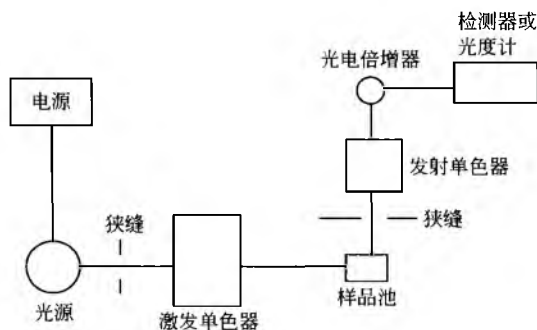 检测器或
光度计
光电倍增器
电源
发射单色器
狭缝
狭缝
样品池
光源
激发单色器